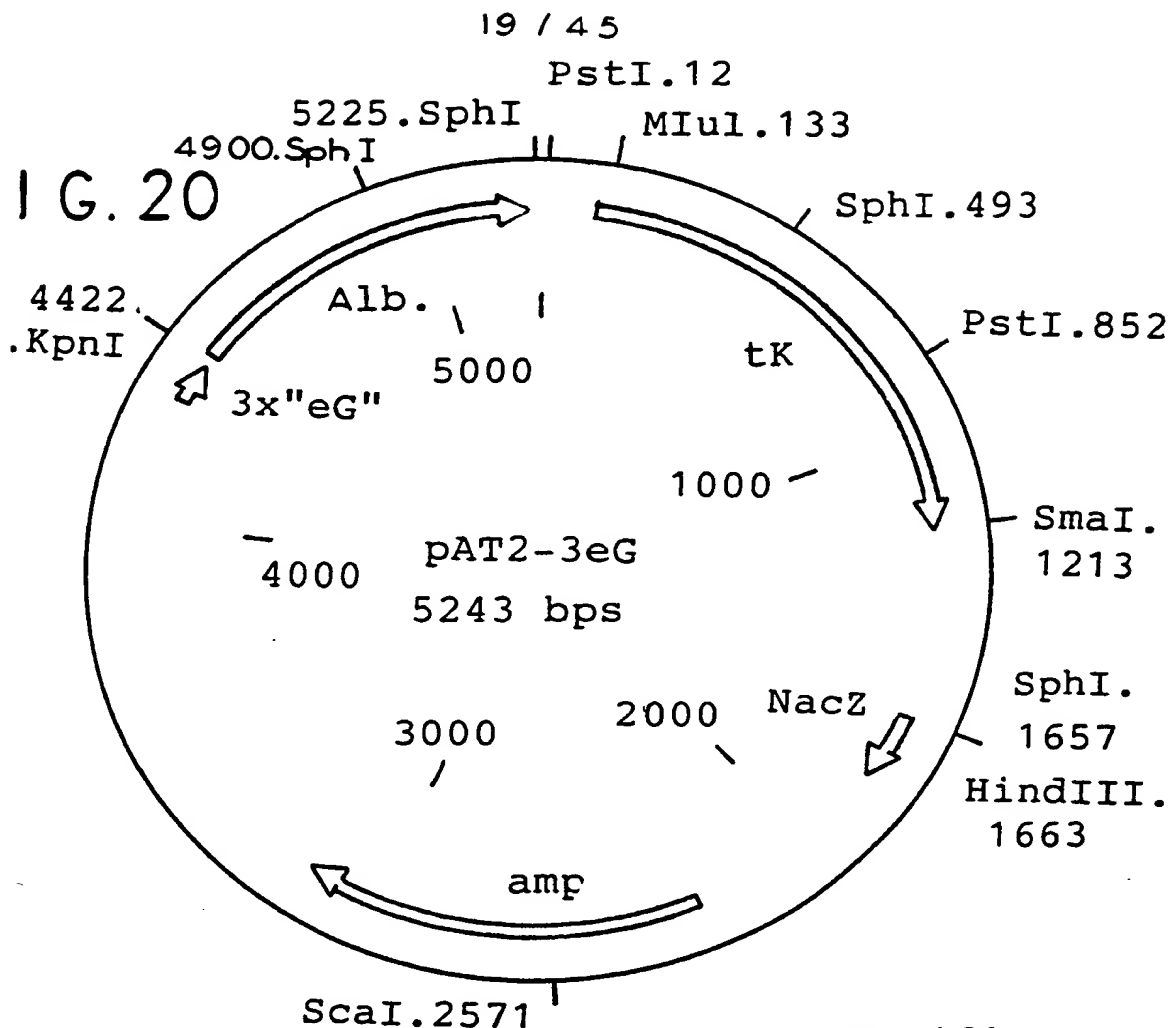 19 / 45
PstI.12
5225.SphI
MIul.133
4900.SphI
I G. 20
SphI.493
4422.
.KpnI
Alb.
PstI.852
tK
5000
3x"eG"
1000
SmaI.
1213
pAT2-3eG
4000
5243 bps
SphI.
1657
NacZ
2000
3000
HindIII.
1663
amp
ScaI.2571